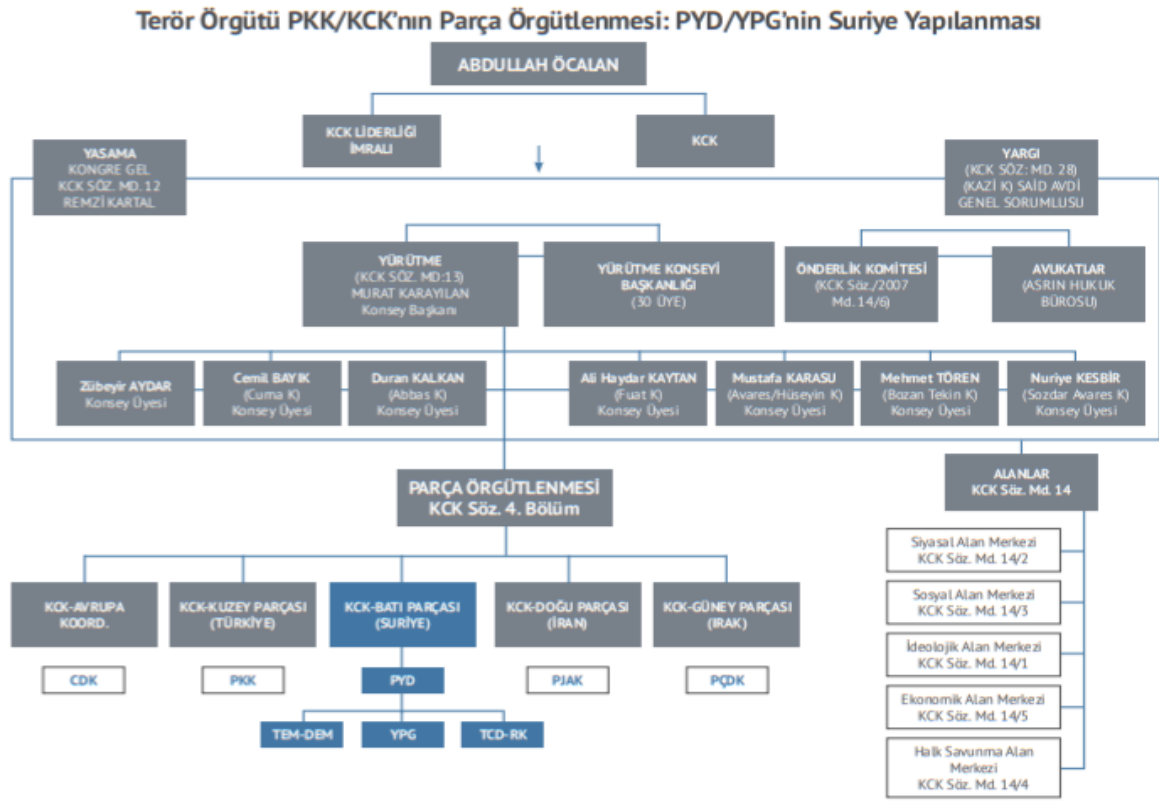 Terör Örgütü PKK/KCK'nın Parça Örgütlenmesi: PYD/YPG'nin Suriye Yapılanması
ABDULLAH ÖCALAN
KCK LİDERLİĞİ
İMRALI
KCK
YASAMA
KONGRE GEL
KCK SÖZ. MD. 12
REMZİ KARTAL
YARGI
(KCK SÖZ: MD. 28)
(KAZİ K) SAİD AVDİ
GENEL SORUMLUSU
YÜRÜTME
(KCK SÖZ. MD:13)
MURAT KARAYILAN
Konsey Başkanı
YÜRÜTME KONSEYİ
BAŞKANLIĞI
(30 ÜYE)
ÖNDERLİK KOMİTESİ
(KCK Söz./2007
Md. 14/6)
AVUKATLAR
(ASRIN HUKUK
BÜROSU)
Zübeyir AYDAR
Konsey Üyesi
Cemil BAYIK
(Cuma K)
Konsey Üyesi
Duran KALKAN
(Abbas K)
Konsey Üyesi
Ali Haydar KAYTAN
(Fuat K)
Konsey Üyesi
Mustafa KARASU
(Avares/Hüseyin K)
Konsey Üyesi
Mehmet TÖREN
(Bozan Tekin K)
Konsey Üyesi
Nuriye KESBİR
(Sozdar Avares K)
Konsey Üyesi
PARÇA ÖRGÜTLENMESİ
KCK Söz. 4. Bölüm
ALANLAR
KCK Söz. Md. 14
Siyasal Alan Merkezi
KCK Söz. Md. 14/2
Sosyal Alan Merkezi
KCK Söz. Md. 14/3
İdeolojik Alan Merkezi
KCK Söz. Md. 14/1
Ekonomik Alan Merkezi
KCK Söz. Md. 14/5
Halk Savunma Alan
Merkezi
KCK Söz. Md. 14/4
KCK-AVRUPA
KOORD.
KCK-KUZEY PARÇASI
(TÜRKİYE)
KCK-BATI PARÇASI
(SURİYE)
KCK-DOĞU PARÇASI
(İRAN)
KCK-GÜNEY PARÇASI
(IRAK)
CDK
PKK
PYD
PJAK
PÇDK
TEM-DEM
YPG
TCD-RK